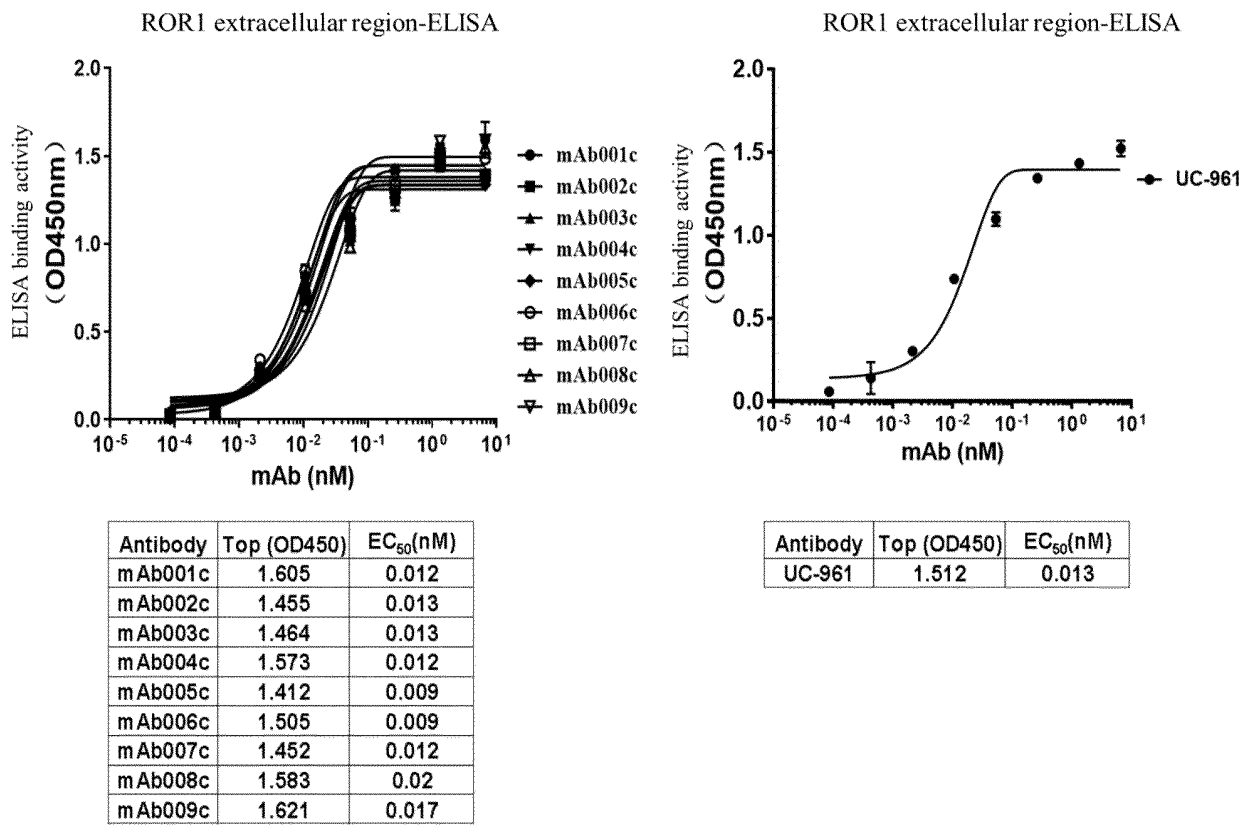 ROR1 extracellular region-ELISA
ELISA binding activity
(OD450nm)
2.0
1.5
1.0
0.5
0.0
10-5
10-4
10-3
10-2
10-1
100
101
mAb (nM)
mAb001c
mAb002c
mAb003c
mAb004c
mAb005c
mAb006c
mAb007c
mAb008c
mAb009c
Antibody Top (OD450) EC50(nM)
mAb001c 1.605 0.012
mAb002c 1.455 0.013
mAb003c 1.464 0.013
mAb004c 1.573 0.012
mAb005c 1.412 0.009
mAb006c 1.505 0.009
mAb007c 1.452 0.012
mAb008c 1.583 0.02
mAb009c 1.621 0.017
ROR1 extracellular region-ELISA
ELISA binding activity
(OD450nm)
2.0
1.5
1.0
0.5
0.0
10-5
10-4
10-3
10-2
10-1
100
101
mAb (nM)
UC-961
Antibody Top (OD450) EC50(nM)
UC-961 1.512 0.013